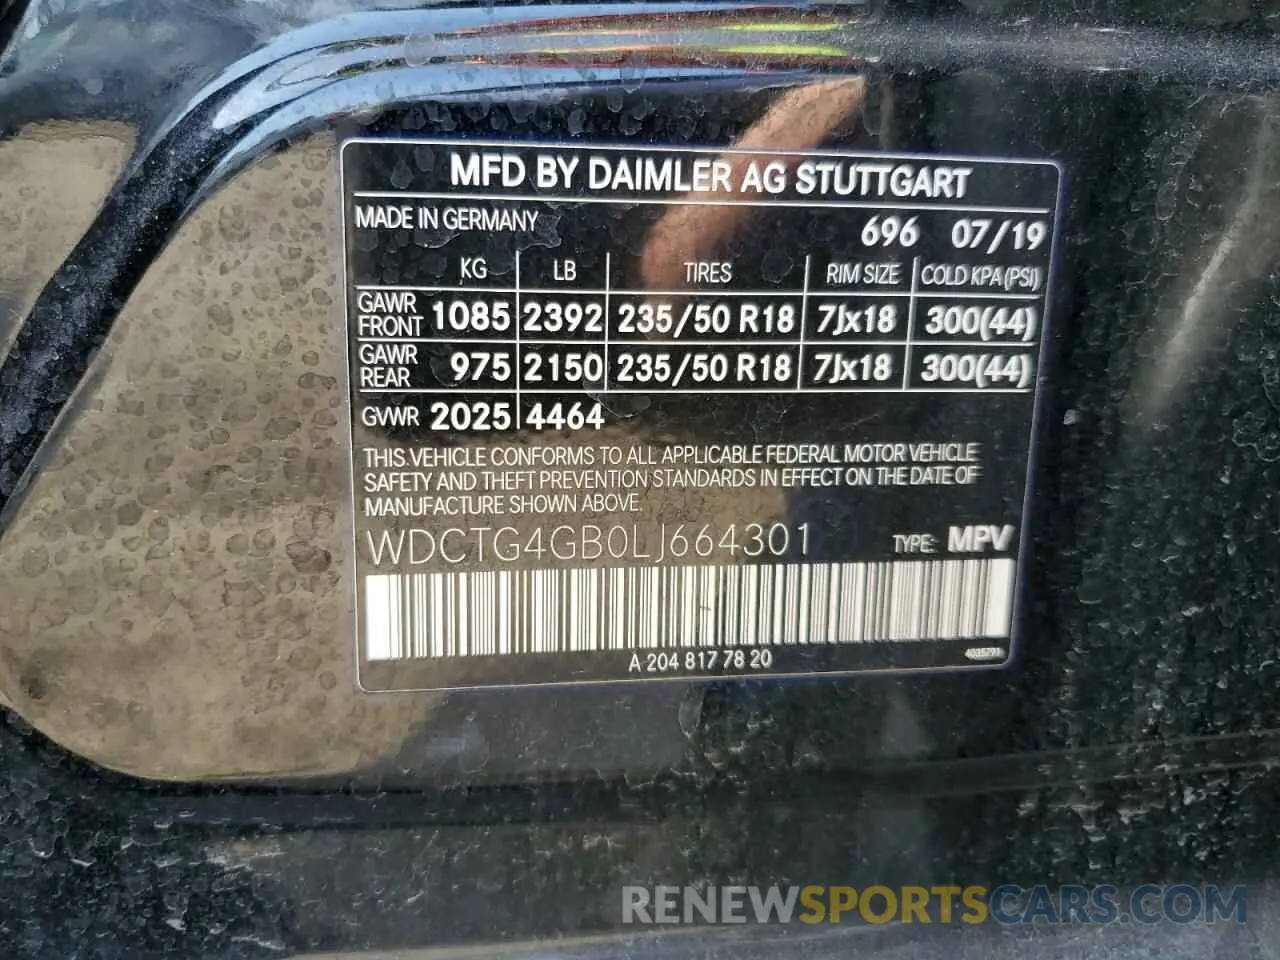 MFD BY DAIMLER AG STUTTGART
MADE IN GERMANY 696 07/19
KG LB TIRES RIM SIZE COLD KPA(PSI)
GAWR FRONT 1085 2392 235/50 R18 7Jx18 300(44)
GAWR REAR 975 2150 235/50 R18 7Jx18 300(44)
GVWR 2025 4464
THIS VEHICLE CONFORMS TO ALL APPLICABLE FEDERAL MOTOR VEHICLE
SAFETY AND THEFT PREVENTION STANDARDS IN EFFECT ON THE DATE OF
MANUFACTURE SHOWN ABOVE.
WDCTG4GB0LJ664301 TYPE: MPV
A 204 817 78 20 4035791
RENEWSPORTSCARS.COM